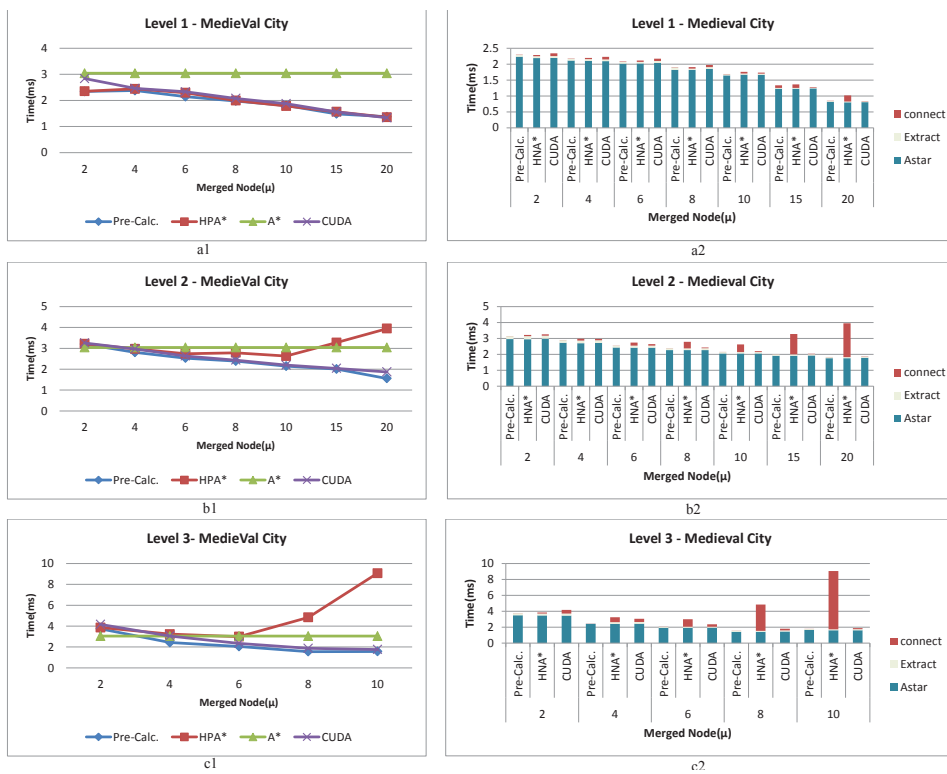 Level 1 - MedieVal City
4
3
2
1
0
Time(ms)
2 4 6 8 10 15 20
Merged Node(μ)
Pre-Calc. HPA* A* CUDA
a1
Level 1 - Medieval City
2.5
2
1.5
1
0.5
0
Time(ms)
Pre-Calc. HNA* CUDA Pre-Calc. HNA* CUDA Pre-Calc. HNA* CUDA Pre-Calc. HNA* CUDA Pre-Calc. HNA* CUDA Pre-Calc. HNA* CUDA Pre-Calc. HNA* CUDA
2 4 6 8 10 15 20
Merged Node(μ)
connect
Extract
Astar
a2
Level 2 - MedieVal City
5
4
3
2
1
0
Time(ms)
2 4 6 8 10 15 20
Merged Node(μ)
Pre-Calc. HPA* A* CUDA
b1
Level 2 - MedieVal City
5
4
3
2
1
0
Time(ms)
Pre-Calc. HNA* CUDA Pre-Calc. HNA* CUDA Pre-Calc. HNA* CUDA Pre-Calc. HNA* CUDA Pre-Calc. HNA* CUDA Pre-Calc. HNA* CUDA Pre-Calc. HNA* CUDA
2 4 6 8 10 15 20
Merged Node(μ)
connect
Extract
Astar
b2
Level 3- MedieVal City
10
8
6
4
2
0
Time(ms)
2 4 6 8 10
Merged Node(μ)
Pre-Calc. HPA* A* CUDA
c1
Level 3 - Medieval City
10
8
6
4
2
0
Time(ms)
Pre-Calc. HNA* CUDA Pre-Calc. HNA* CUDA Pre-Calc. HNA* CUDA Pre-Calc. HNA* CUDA Pre-Calc. HNA* CUDA
2 4 6 8 10
Merged Node(μ)
connect
Extract
Astar
c2